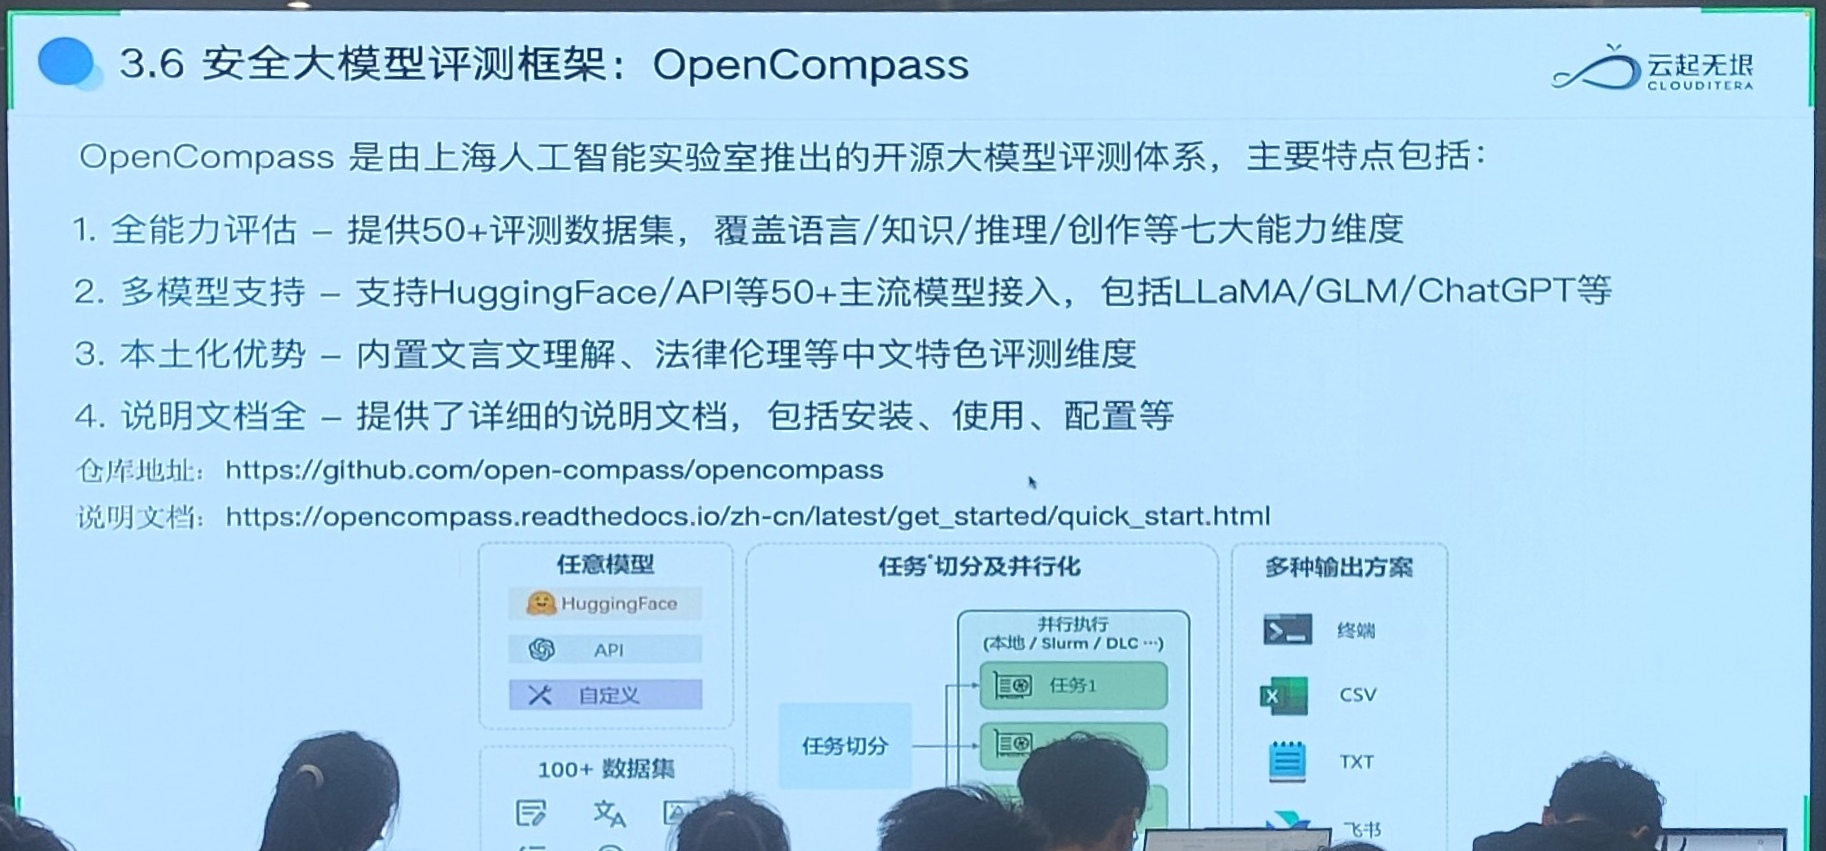 3.6 安全大模型评测框架：OpenCompass
云起无垠
CLOUDITERA
OpenCompass 是由上海人工智能实验室推出的开源大模型评测体系，主要特点包括：
1. 全能力评估 – 提供50+评测数据集，覆盖语言/知识/推理/创作等七大能力维度
2. 多模型支持 – 支持HuggingFace/API等50+主流模型接入，包括LLaMA/GLM/ChatGPT等
3. 本土化优势 – 内置文言文理解、法律伦理等中文特色评测维度
4. 说明文档全 – 提供了详细的说明文档，包括安装、使用、配置等
仓库地址：https://github.com/open-compass/opencompass
说明文档：https://opencompass.readthedocs.io/zh-cn/latest/get_started/quick_start.html
任意模型
HuggingFace
API
自定义
100+ 数据集
任务*切分及并行化
任务切分
并行执行
(本地 / Slurm / DLC ···)
任务1
多种输出方案
终端
CSV
TXT
飞书